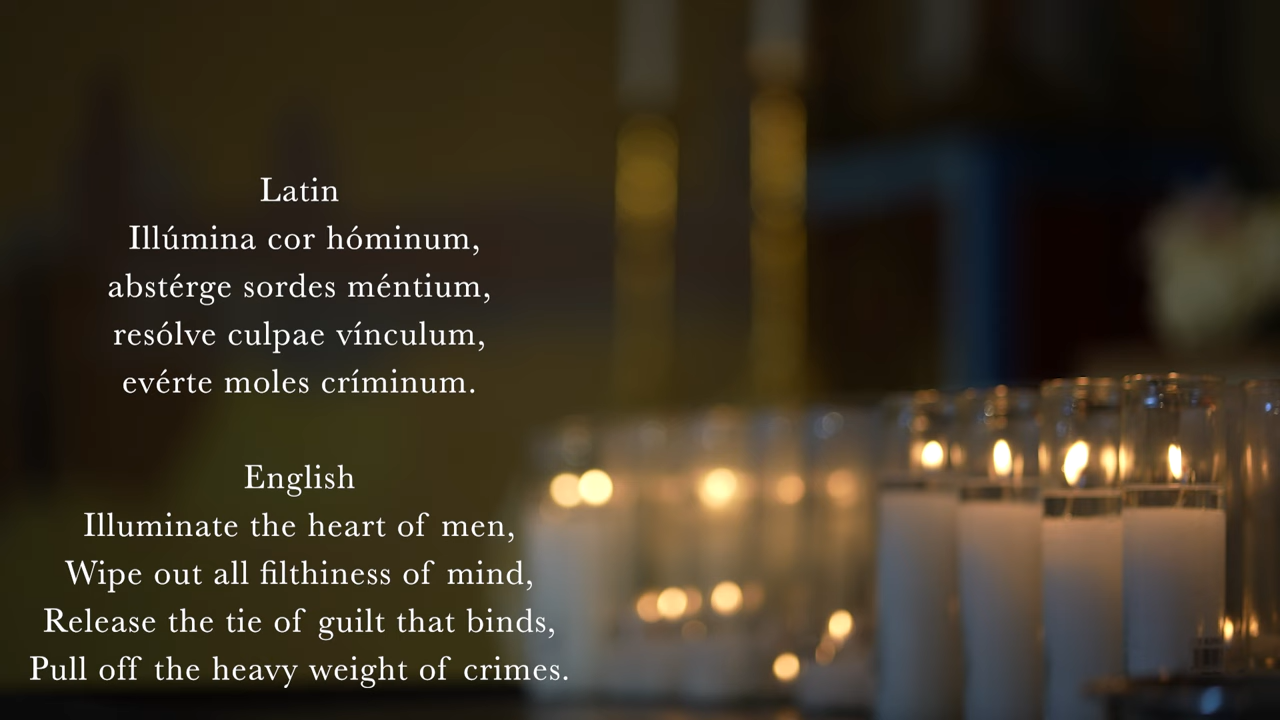 Latin
Illúmina cor hóminum,
abstérge sordes méntium,
resólve culpae vínculum,
evérte moles críminum.
English
Illuminate the heart of men,
Wipe out all filthiness of mind,
Release the tie of guilt that binds,
Pull off the heavy weight of crimes.